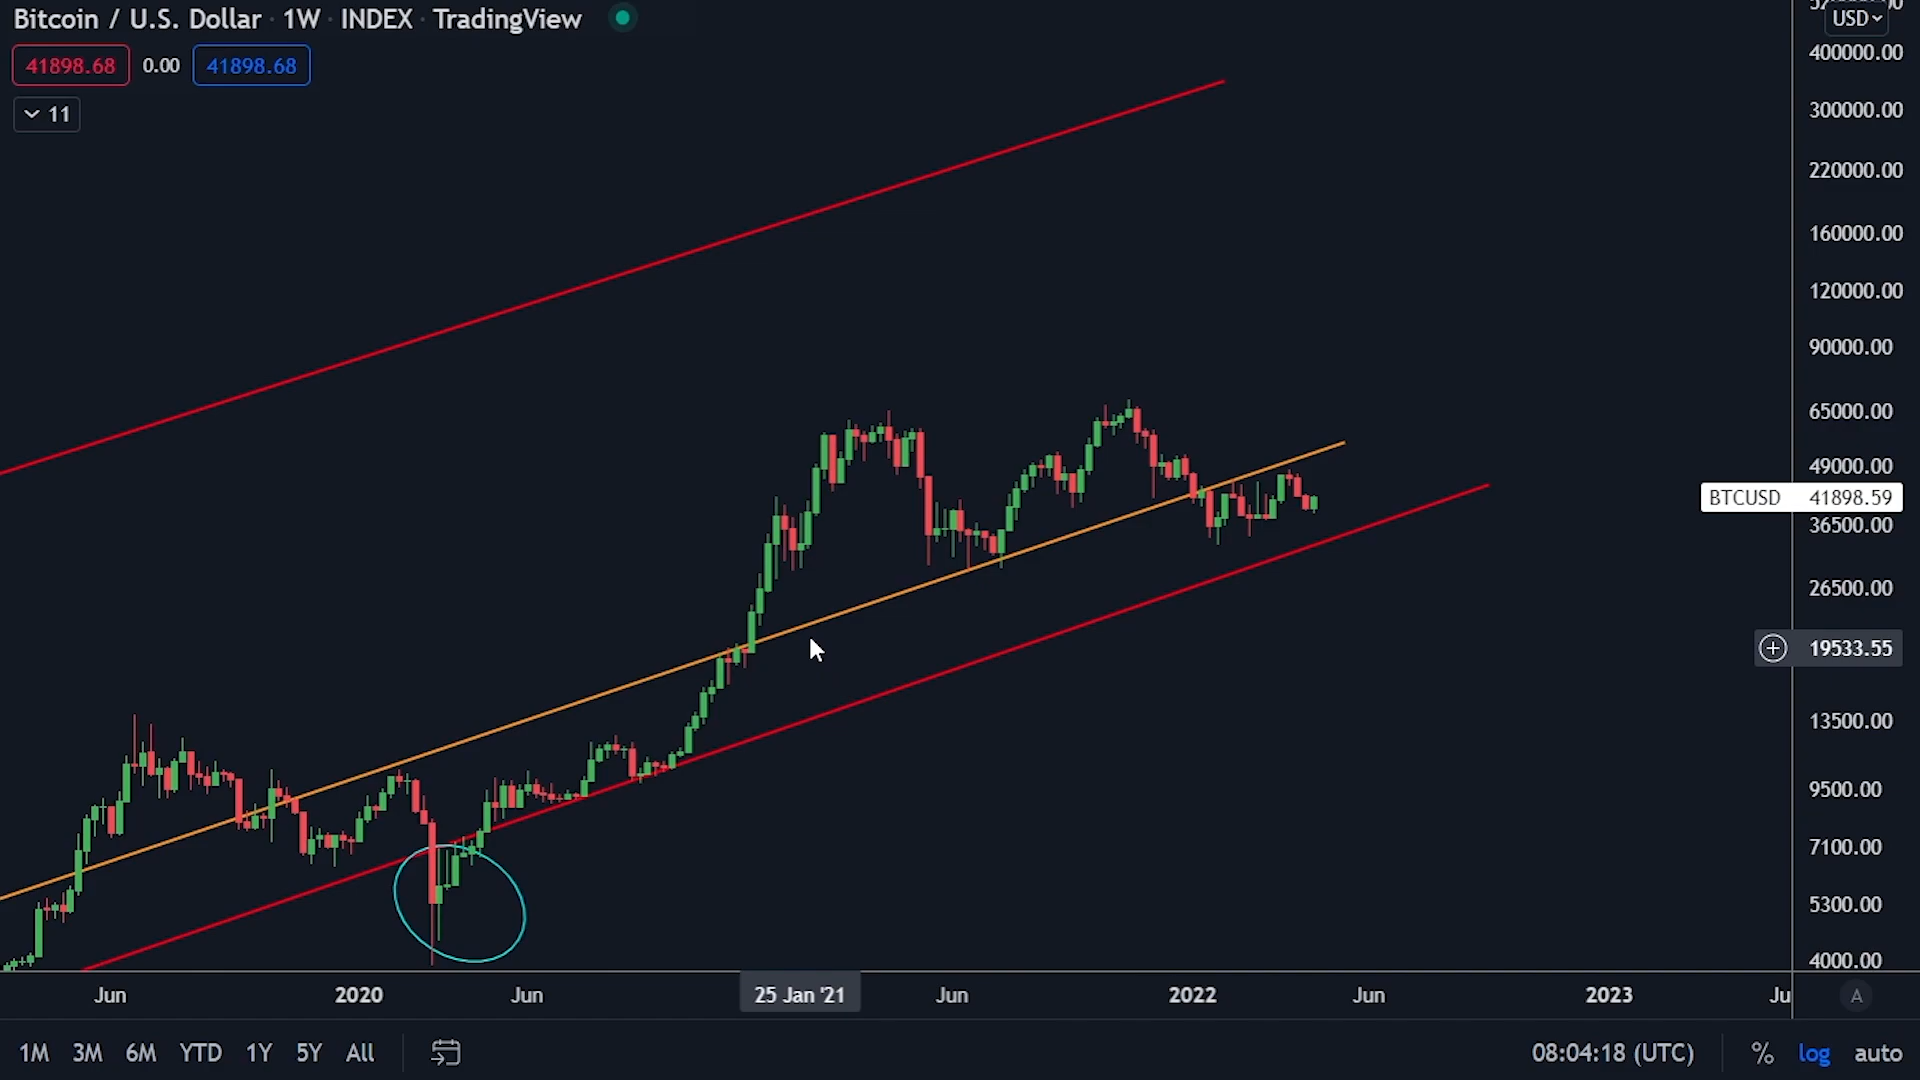 Bitcoin / U.S. Dollar · 1W · INDEX · TradingView
41898.68 0.00 41898.68
11
USD
400000.00
300000.00
220000.00
160000.00
120000.00
90000.00
65000.00
49000.00
BTCUSD 41898.59
36500.00
26500.00
19533.55
13500.00
9500.00
7100.00
5300.00
4000.00
Jun 2020 Jun 25 Jan '21 Jun 2022 Jun 2023 Ju A
1M 3M 6M YTD 1Y 5Y All 08:04:18 (UTC) % log auto